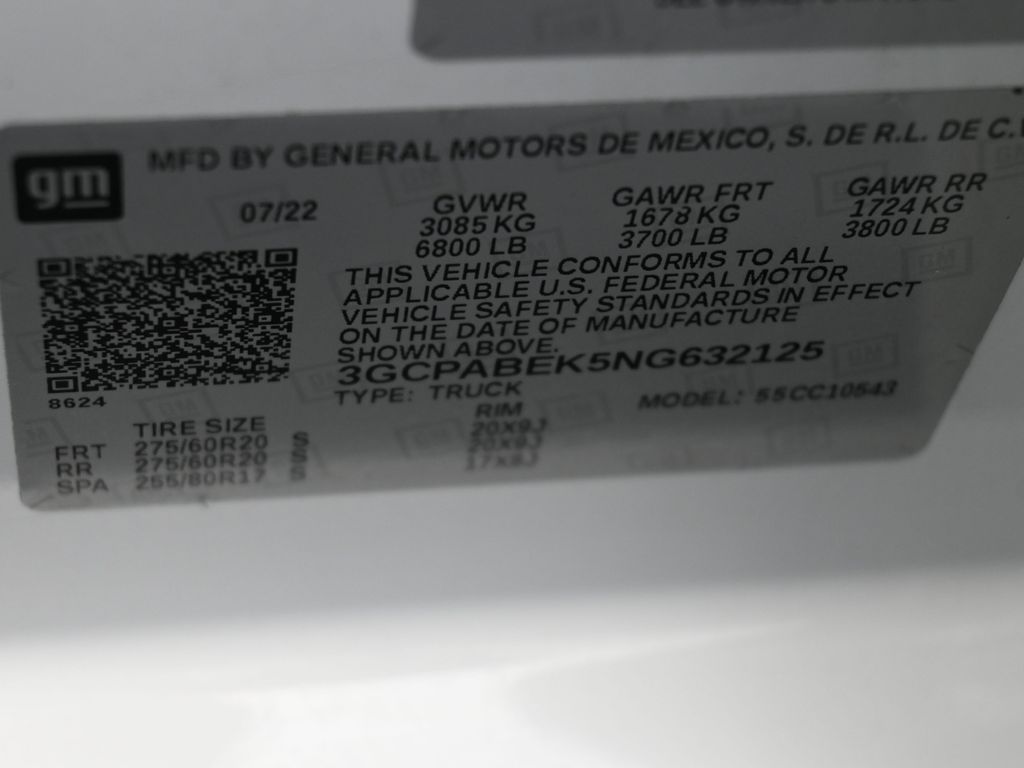 MFD BY GENERAL MOTORS DE MEXICO, S. DE R.L. DE C.V
gm
07/22
GVWR GAWR FRT GAWR RR
3085 KG 1678 KG 1724 KG
6800 LB 3700 LB 3800 LB
THIS VEHICLE CONFORMS TO ALL
APPLICABLE U.S. FEDERAL MOTOR
VEHICLE SAFETY STANDARDS IN EFFECT
ON THE DATE OF MANUFACTURE
SHOWN ABOVE.
3GCPABEK5NG632125
8624
TYPE: TRUCK MODEL: 55CC10543
TIRE SIZE RIM
FRT 275/60R20 S 20X9J
RR 275/60R20 S 20X9J
SPA 255/80R17 S 17X8J